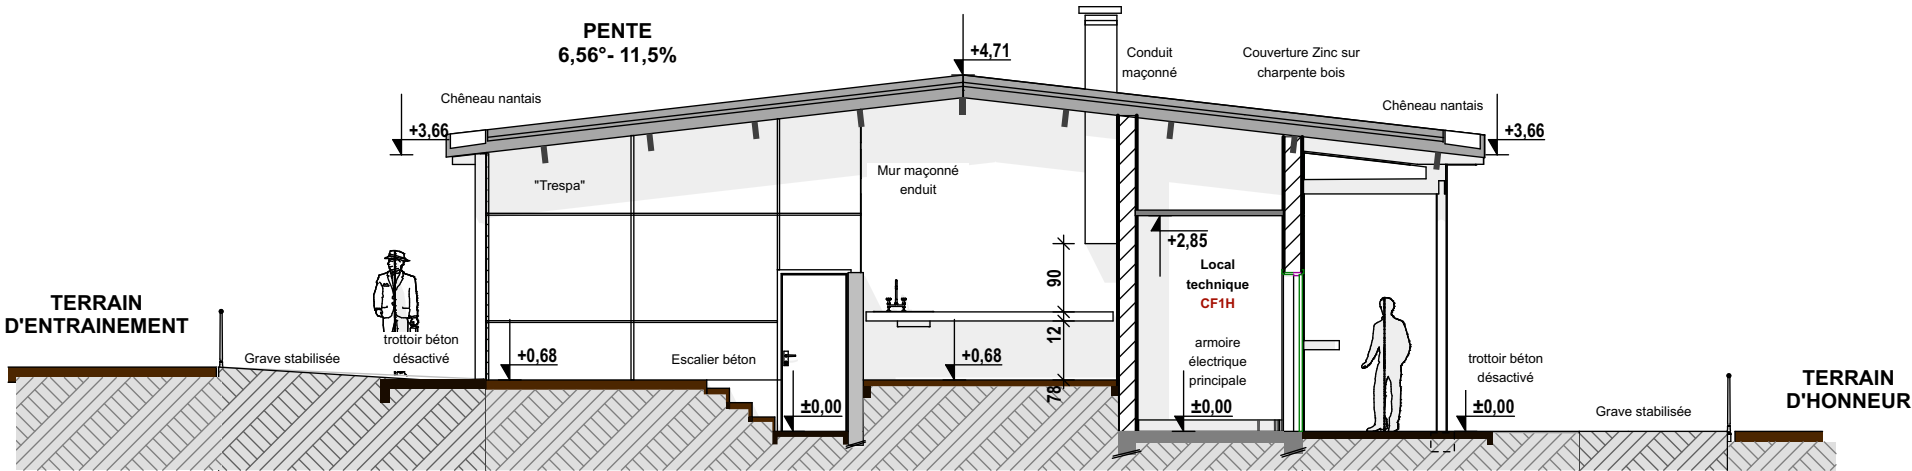 PENTE
6,56°- 11,5%
+4,71
Conduit
maçonné
Couverture Zinc sur
charpente bois
Chêneau nantais
Chêneau nantais
+3,66
+3,66
"Trespa"
Mur maçonné
enduit
+2,85
Local
technique
CF1H
90
12
78
TERRAIN
D'ENTRAINEMENT
Grave stabilisée
trottoir béton
désactivé
+0,68
Escalier béton
+0,68
armoire
électrique
principale
±0,00
±0,00
±0,00
trottoir béton
désactivé
Grave stabilisée
TERRAIN
D'HONNEUR